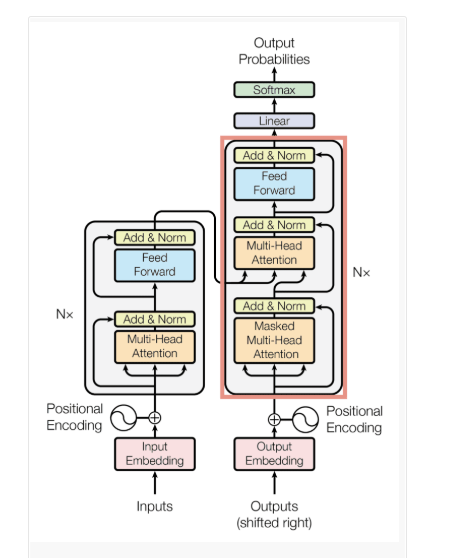 Output
Probabilities
Softmax
Linear
Add & Norm
Feed
Forward
Add & Norm
Multi-Head
Attention
Add & Norm
Masked
Multi-Head
Attention
N×
Add & Norm
Feed
Forward
Add & Norm
Multi-Head
Attention
N×
Positional
Encoding
Positional
Encoding
Input
Embedding
Output
Embedding
Inputs
Outputs
(shifted right)